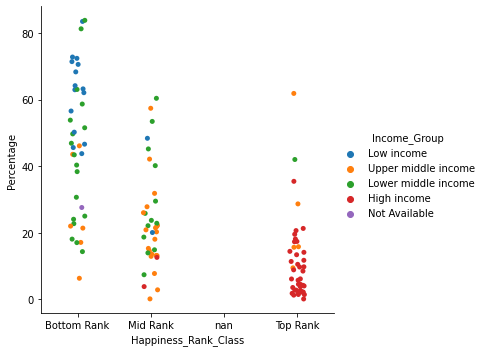 80
60
40
20
0
Percentage
Bottom Rank Mid Rank nan Top Rank
Happiness_Rank_Class
Income_Group
Low income
Upper middle income
Lower middle income
High income
Not Available